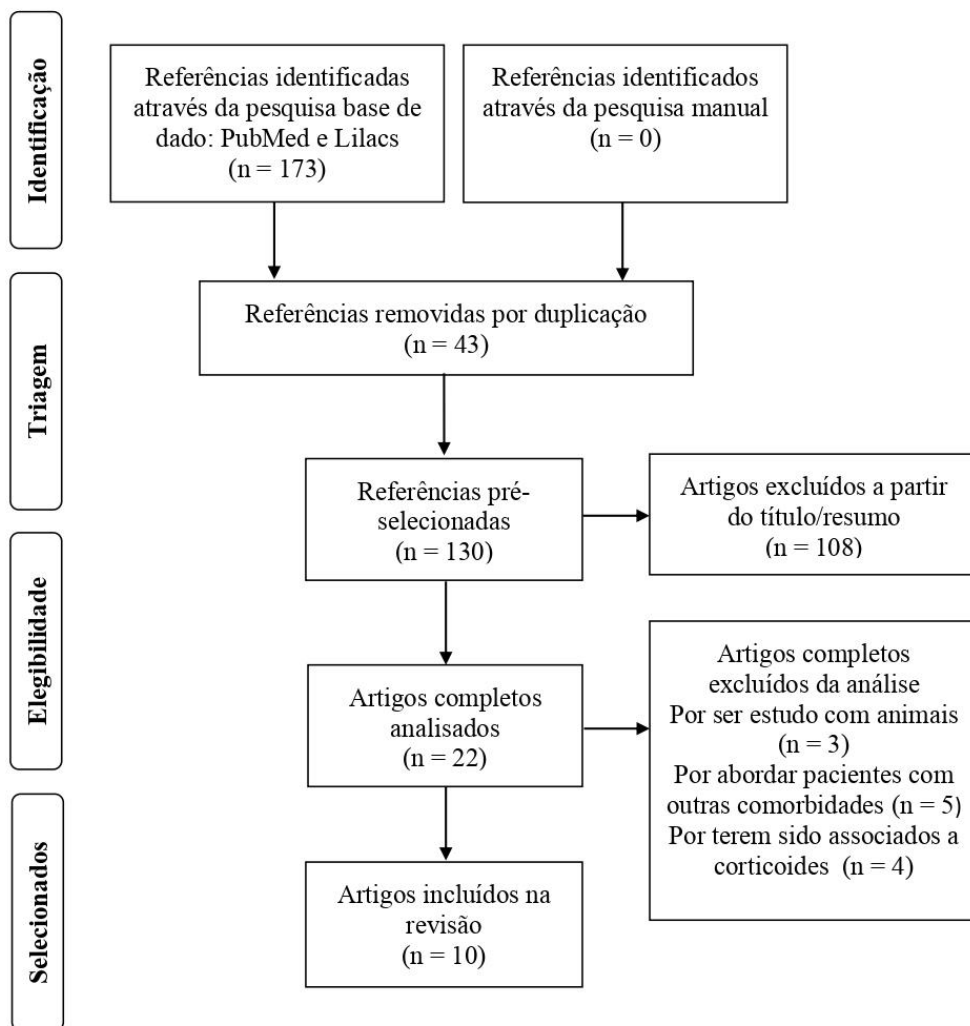 Identificação
Referências identificadas
através da pesquisa base de
dado: PubMed e Lilacs
(n = 173)
Referências identificados
através da pesquisa manual
(n = 0)
Triagem
Referências removidas por duplicação
(n = 43)
Referências pré-
selecionadas
(n = 130)
Artigos excluídos a partir
do título/resumo
(n = 108)
Elegibilidade
Artigos completos
analisados
(n = 22)
Artigos completos
excluídos da análise
Por ser estudo com animais
(n = 3)
Por abordar pacientes com
outras comorbidades (n = 5)
Por terem sido associados a
corticoides (n = 4)
Selecionados
Artigos incluídos na
revisão
(n = 10)